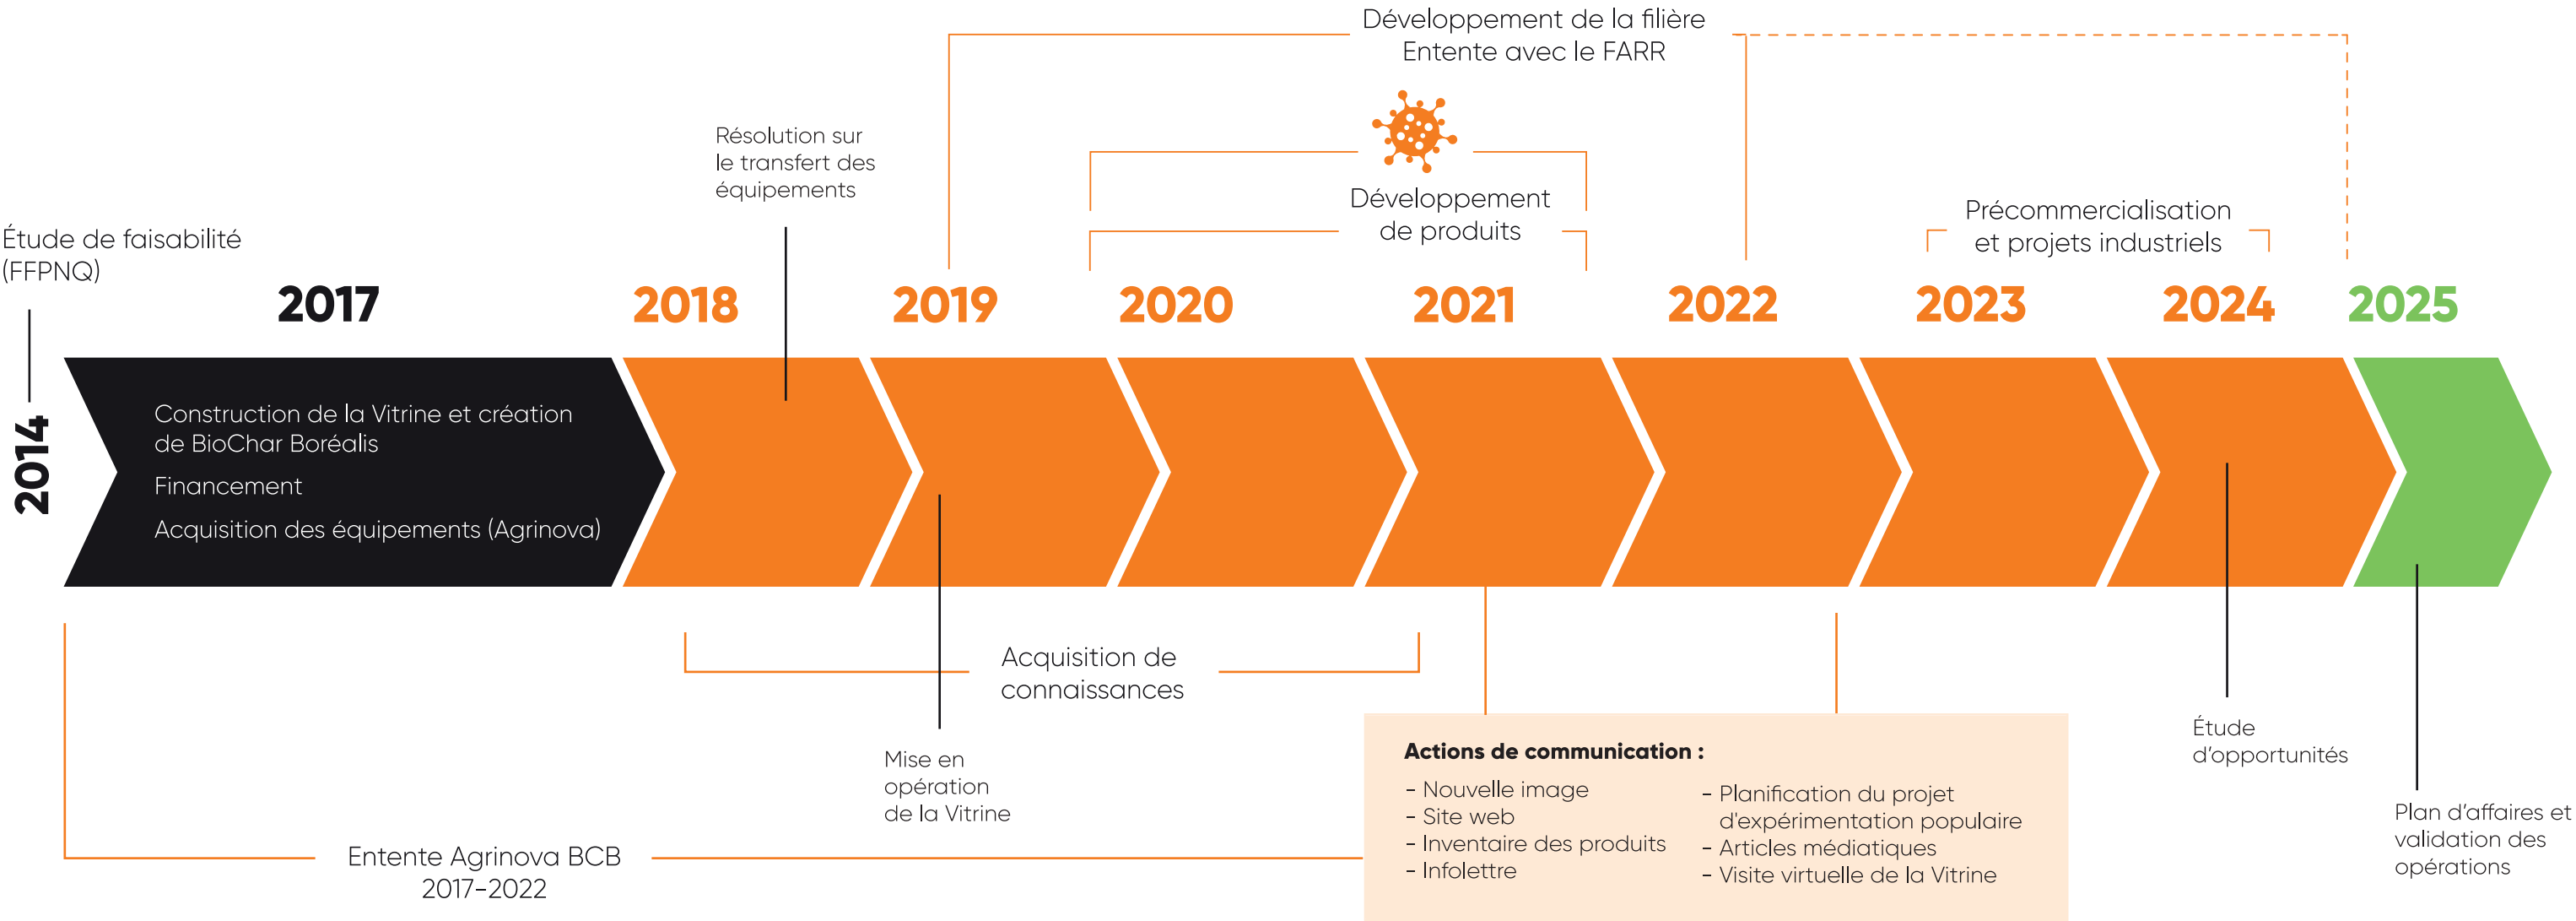 Développement de la filière
Entente avec le FARR
Résolution sur
le transfert des
équipements
Développement
de produits
Précommercialisation
et projets industriels
Étude de faisabilité
(FFPNQ)
2014
2017
2018
2019
2020
2021
2022
2023
2024
2025
Construction de la Vitrine et création
de BioChar Boréalis
Financement
Acquisition des équipements (Agrinova)
Acquisition de
connaissances
Mise en
opération
de la Vitrine
Entente Agrinova BCB
2017-2022
Actions de communication :
- Nouvelle image
- Site web
- Inventaire des produits
- Infolettre
- Planification du projet
d'expérimentation populaire
- Articles médiatiques
- Visite virtuelle de la Vitrine
Étude
d’opportunités
Plan d’affaires et
validation des
opérations